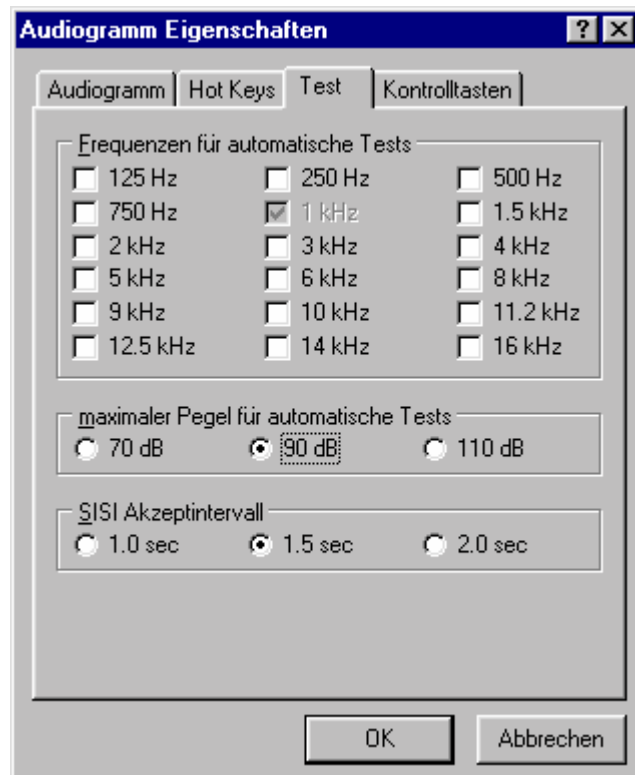 Audiogramm Eigenschaften
Audiogramm Hot Keys Test Kontrolltasten
Frequenzen für automatische Tests
125 Hz 250 Hz 500 Hz
750 Hz 1 kHz 1.5 kHz
2 kHz 3 kHz 4 kHz
5 kHz 6 kHz 8 kHz
9 kHz 10 kHz 11.2 kHz
12.5 kHz 14 kHz 16 kHz
maximaler Pegel für automatische Tests
70 dB 90 dB 110 dB
SISI Akzeptintervall
1.0 sec 1.5 sec 2.0 sec
OK Abbrechen